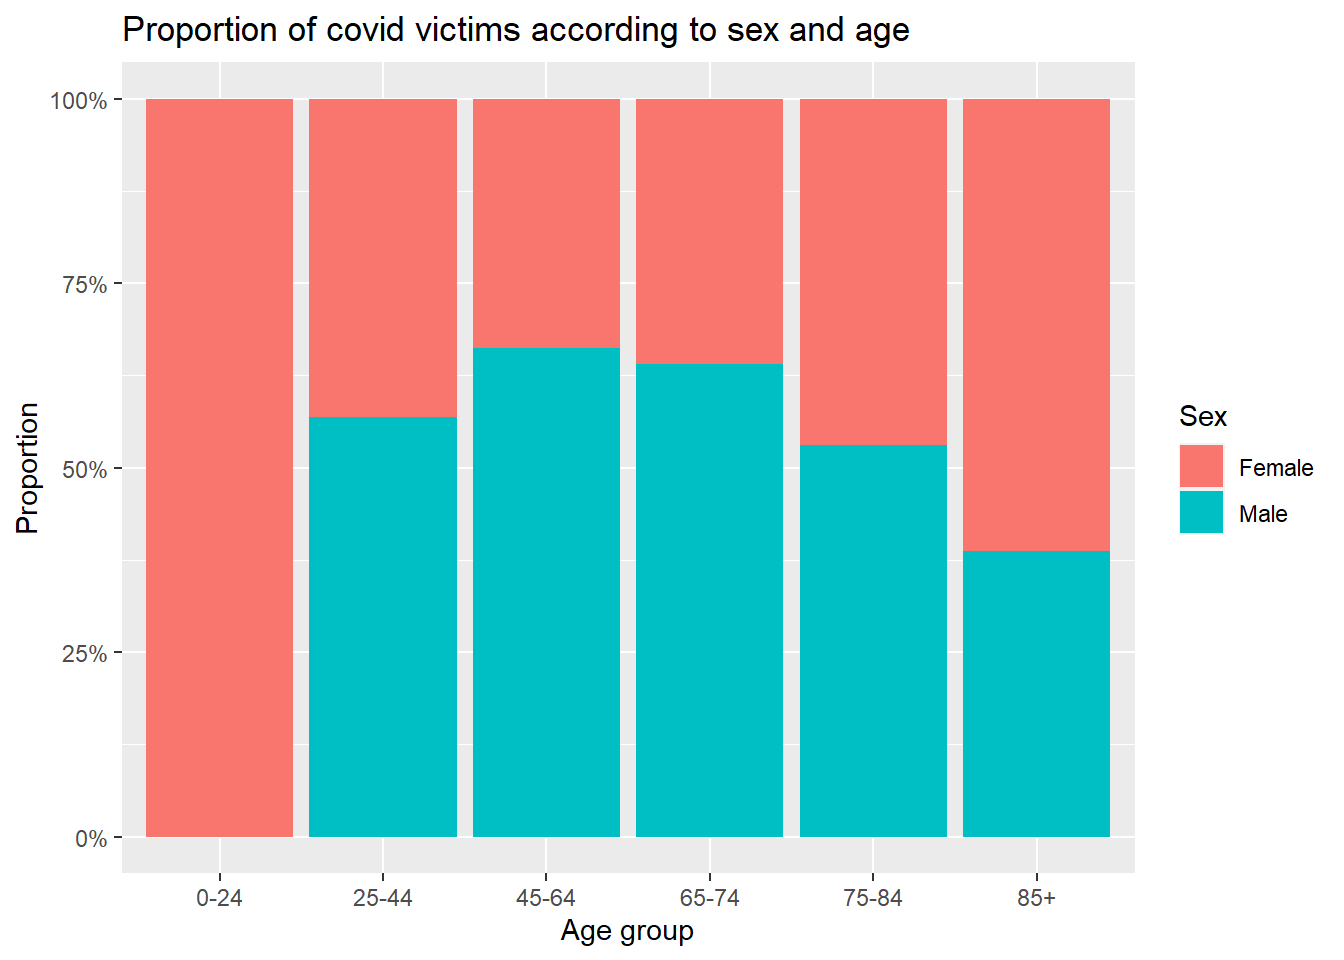 Proportion of covid victims according to sex and age
100%
75%
50%
25%
0%
Proportion
0-24 25-44 45-64 65-74 75-84 85+
Age group
Sex
Female
Male